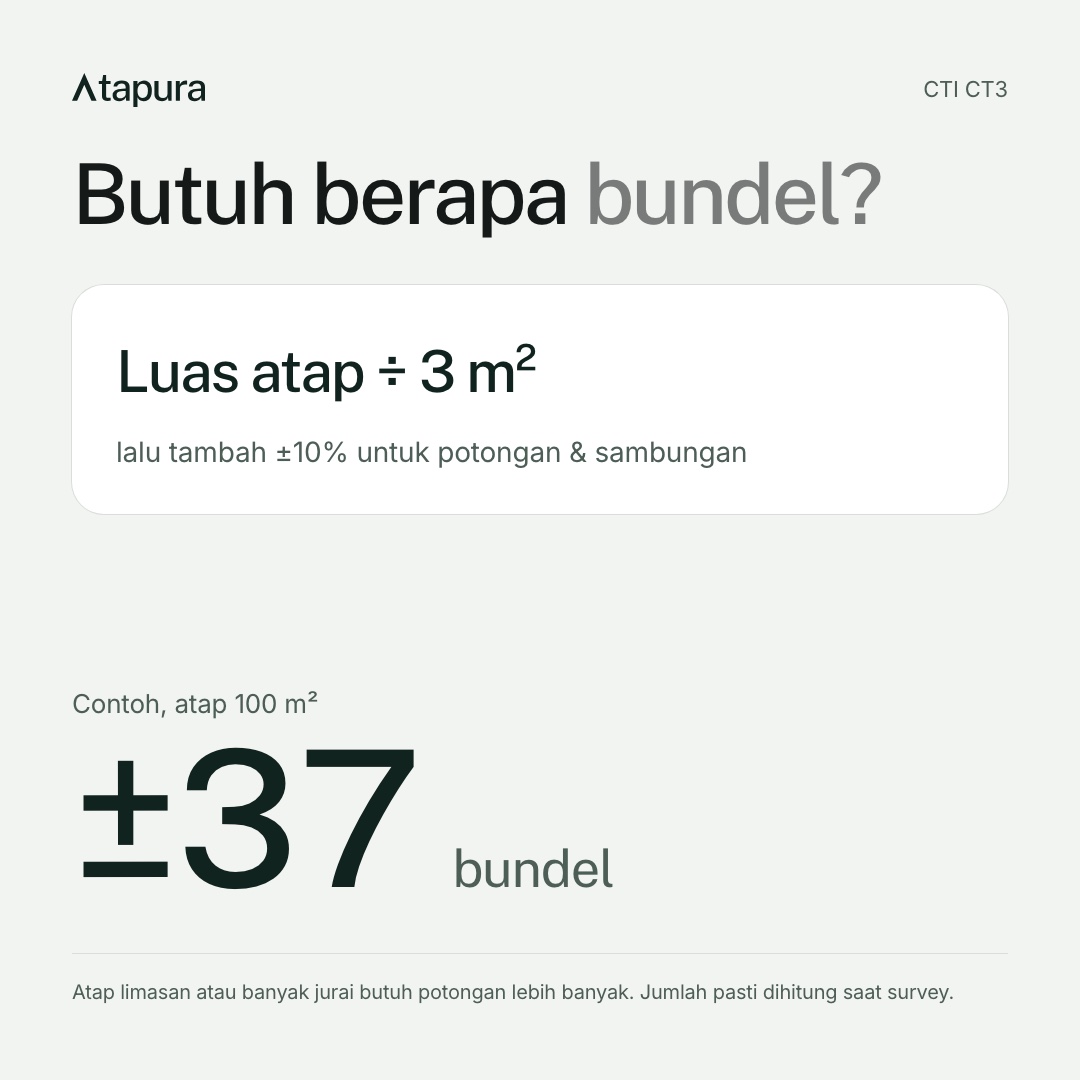 Atapura
CTI CT3
Butuh berapa bundel?
Luas atap ÷ 3 m²
lalu tambah ±10% untuk potongan & sambungan
Contoh, atap 100 m²
±37 bundel
Atap limasan atau banyak jurai butuh potongan lebih banyak. Jumlah pasti dihitung saat survey.